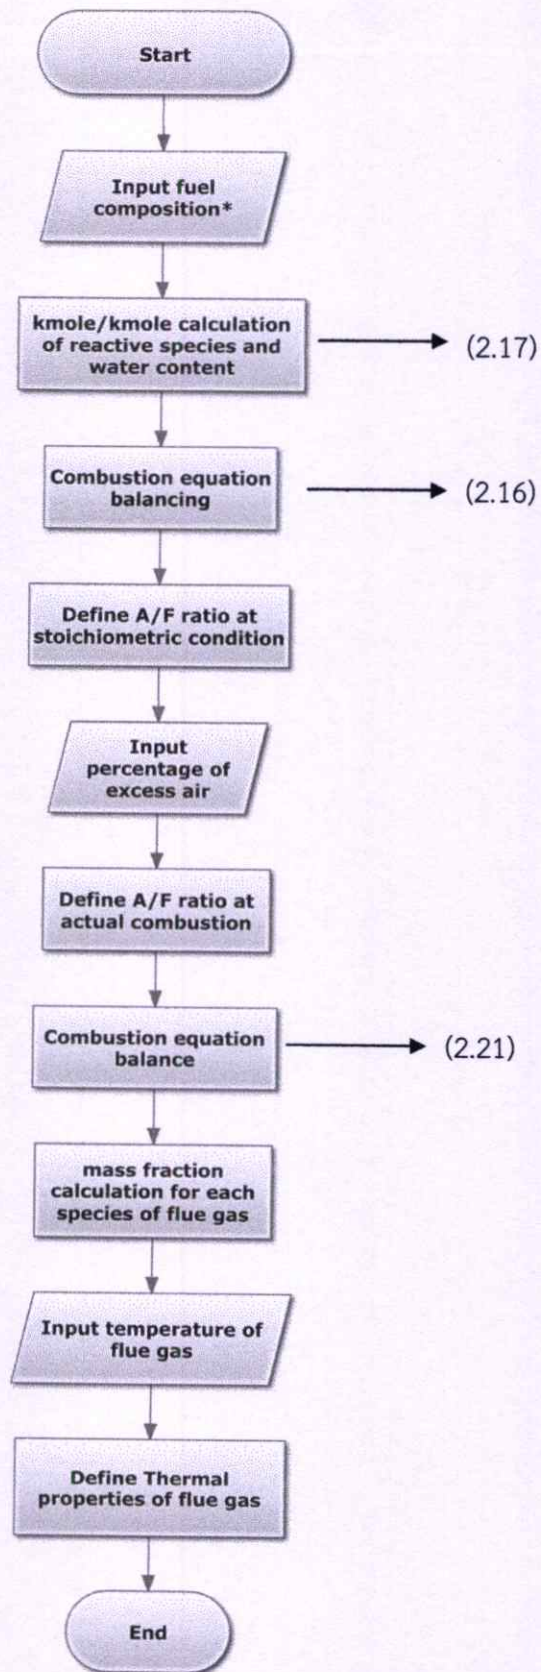 Start
Input fuel
composition*
kmole/kmole calculation
of reactive species and
water content
(2.17)
Combustion equation
balancing
(2.16)
Define A/F ratio at
stoichiometric condition
Input
percentage of
excess air
Define A/F ratio at
actual combustion
Combustion equation
balance
(2.21)
mass fraction
calculation for each
species of flue gas
Input temperature of
flue gas
Define Thermal
properties of flue gas
End